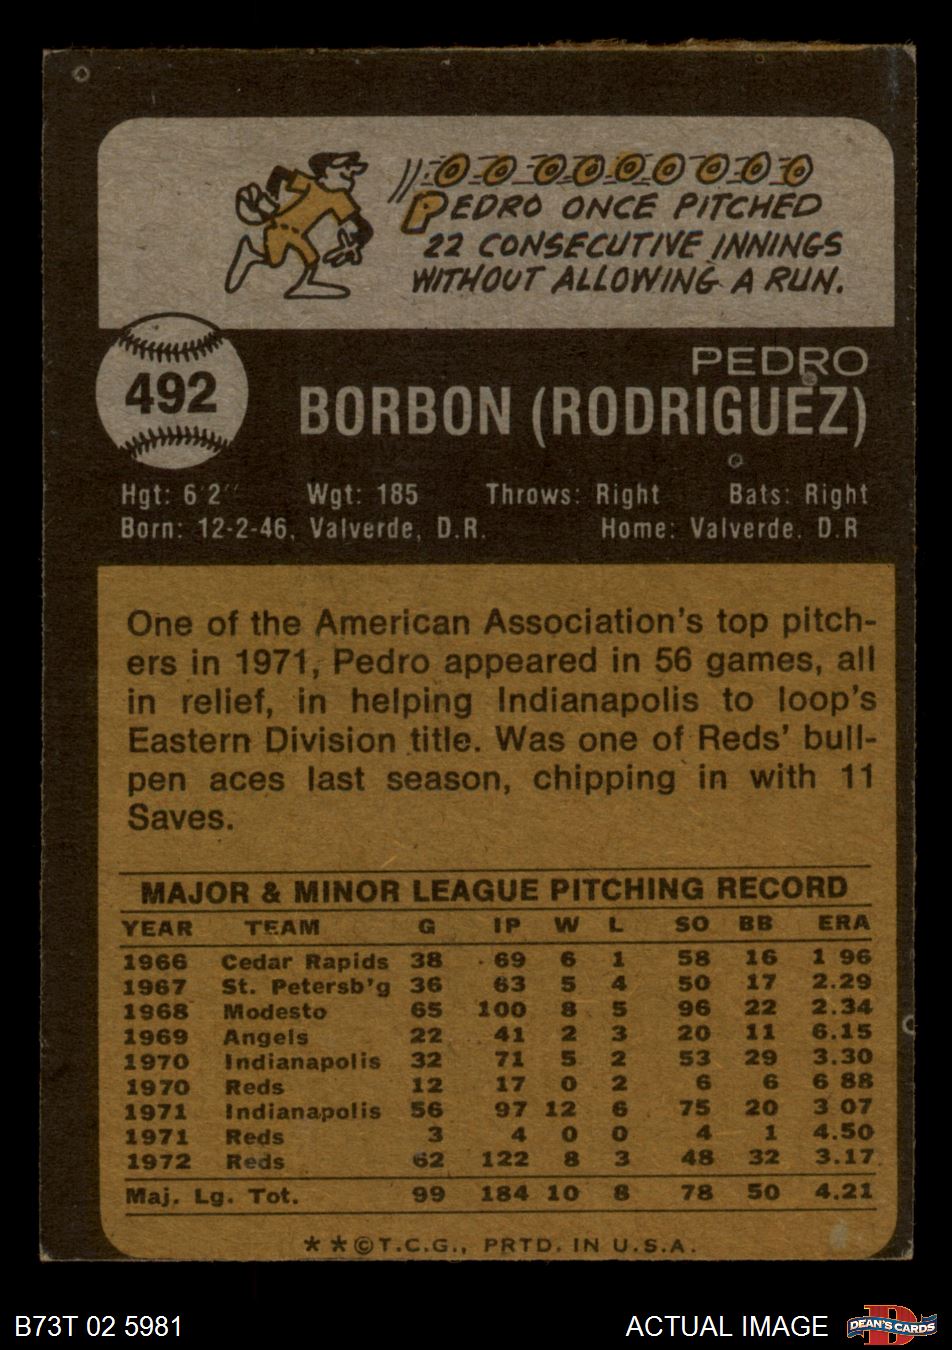 0 0 0 0 0 0 0 0 0
PEDRO ONCE PITCHED
22 CONSECUTIVE INNINGS
WITHOUT ALLOWING A RUN.
492
PEDRO
BORBON (RODRIGUEZ)
Hgt: 6'2" Wgt: 185 Throws: Right Bats: Right
Born: 12-2-46, Valverde, D.R. Home: Valverde, D.R
One of the American Association's top pitch-
ers in 1971, Pedro appeared in 56 games, all
in relief, in helping Indianapolis to loop's
Eastern Division title. Was one of Reds' bull-
pen aces last season, chipping in with 11
Saves.
MAJOR & MINOR LEAGUE PITCHING RECORD
YEAR TEAM G IP W L SO BB ERA
1966 Cedar Rapids 38 69 6 1 58 16 1 96
1967 St. Petersb'g 36 63 5 4 50 17 2.29
1968 Modesto 65 100 8 5 96 22 2.34
1969 Angels 22 41 2 3 20 11 6.15
1970 Indianapolis 32 71 5 2 53 29 3.30
1970 Reds 12 17 0 2 6 6 6 88
1971 Indianapolis 56 97 12 6 75 20 3 07
1971 Reds 3 4 0 0 4 1 4.50
1972 Reds 62 122 8 3 48 32 3.17
Maj. Lg. Tot. 99 184 10 8 78 50 4.21
* * © T.C.G., PRTD. IN U.S.A.
B73T 02 5981 ACTUAL IMAGE DEAN'S CARDS